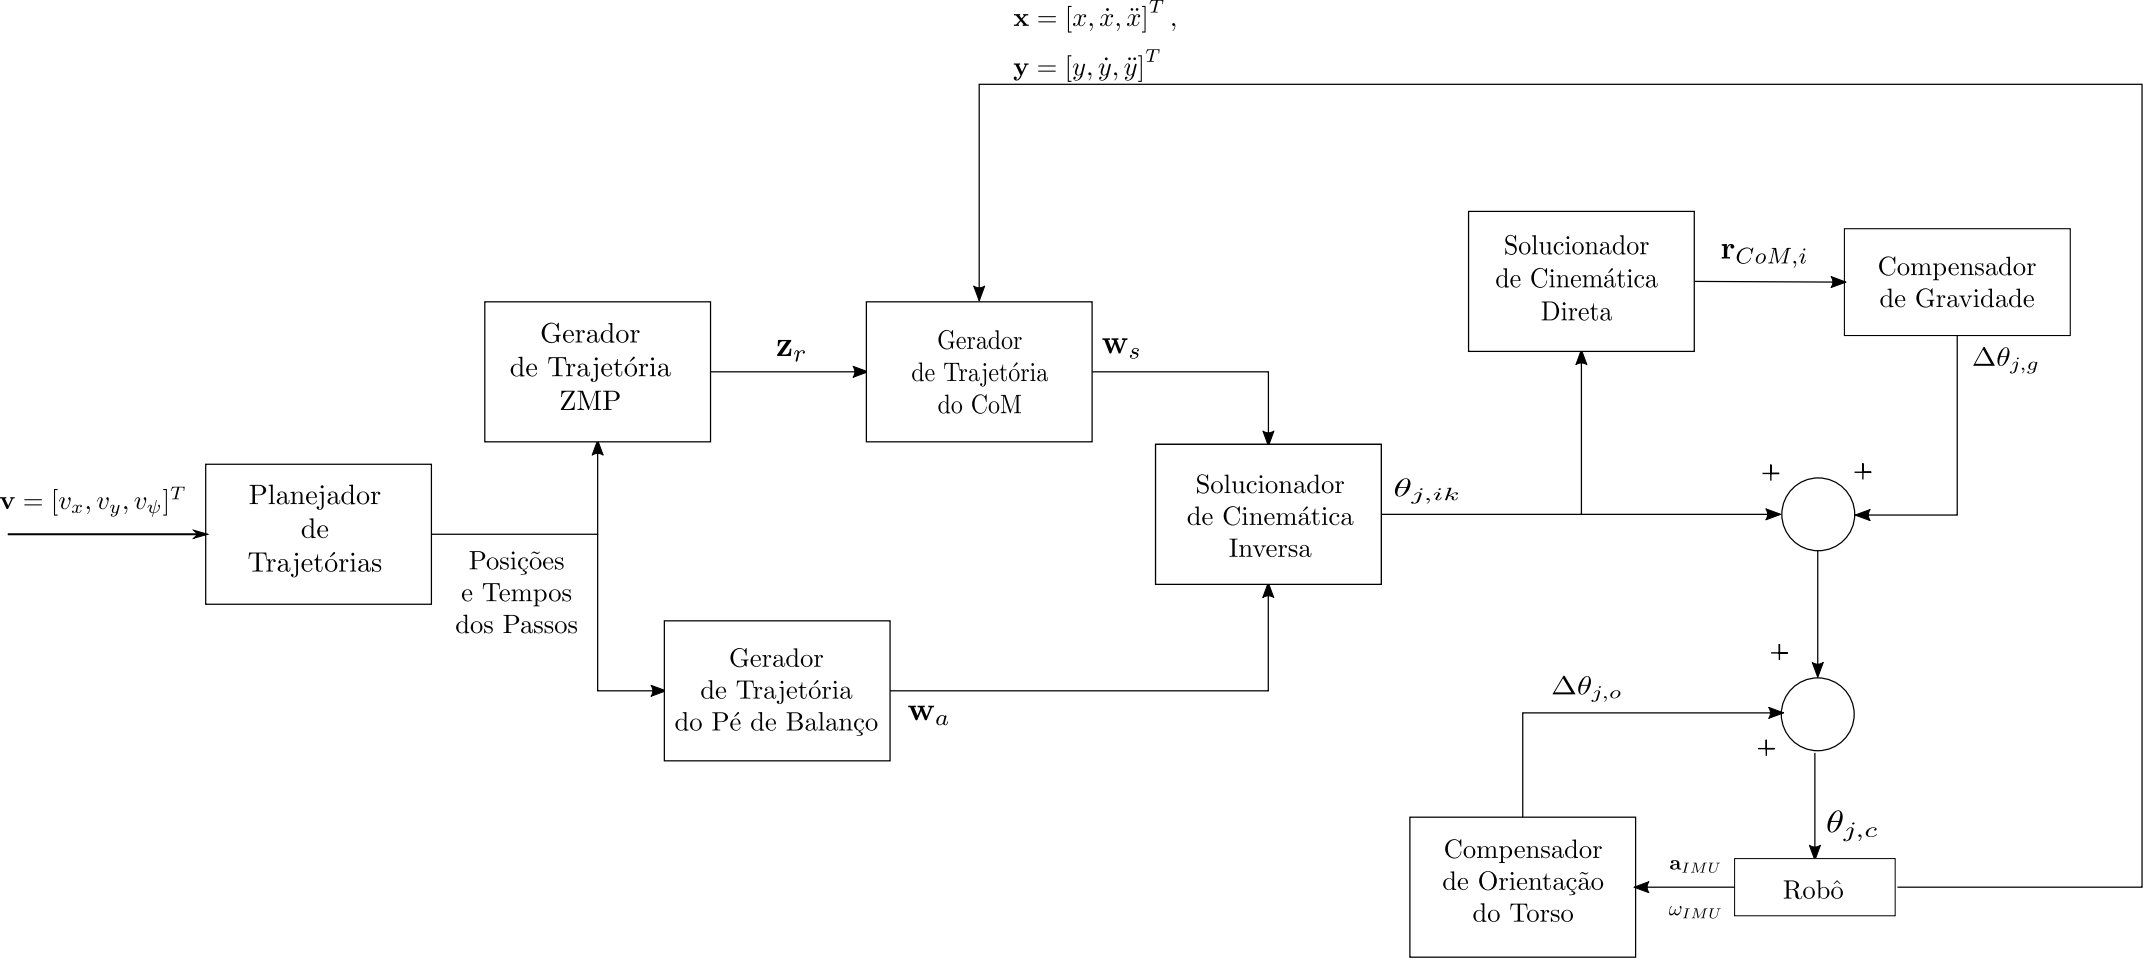 𝐱 = [x, ẋ, ẍ]^T ,
𝐲 = [y, ẏ, ÿ]^T
Solucionador
de Cinemática
Direta
𝐫_{CoM,i}
Compensador
de Gravidade
Δθ_{j,g}
Gerador
de Trajetória
ZMP
𝐳_r
Gerador
de Trajetória
do CoM
𝐰_s
𝐯 = [v_x, v_y, v_ψ]^T
Planejador
de
Trajetórias
Posições
e Tempos
dos Passos
Solucionador
de Cinemática
Inversa
θ_{j,ik}
+
+
Gerador
de Trajetória
do Pé de Balanço
𝐰_a
+
Δθ_{j,o}
+
θ_{j,c}
Compensador
de Orientação
do Torso
𝐚_{IMU}
ω_{IMU}
Robô